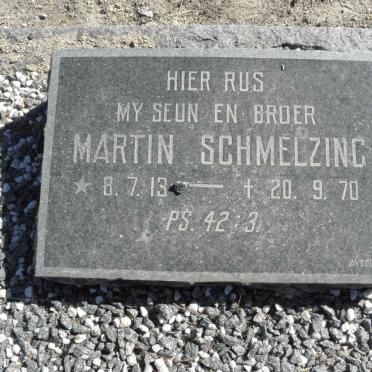 HIER RUS
MY SEUN EN BROER
MARTIN SCHMELZING
★ 8.7.13 — † 20.9.70
PS. 42:3.